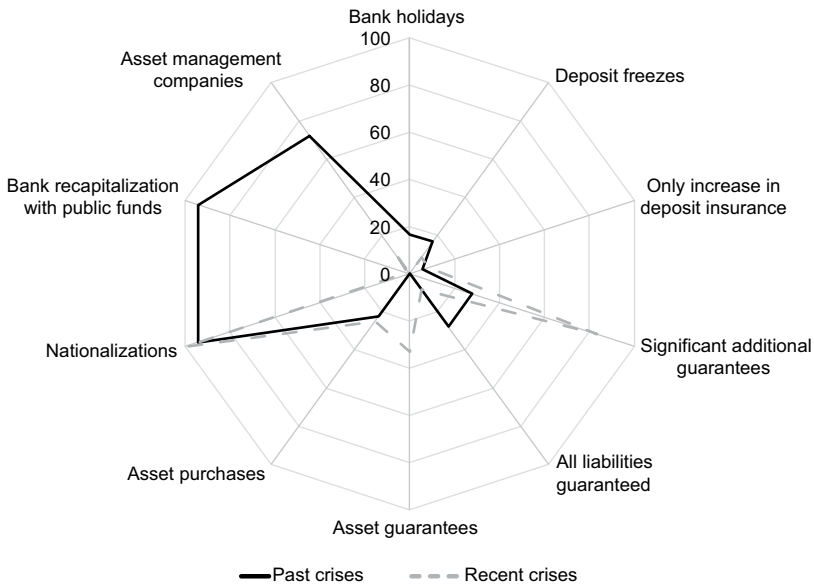 Bank holidays
100
80
60
40
20
0
Asset management
companies
Deposit freezes
Bank recapitalization
with public funds
Only increase in
deposit insurance
Nationalizations
Significant additional
guarantees
Asset purchases
All liabilities
guaranteed
Asset guarantees
Past crises
Recent crises